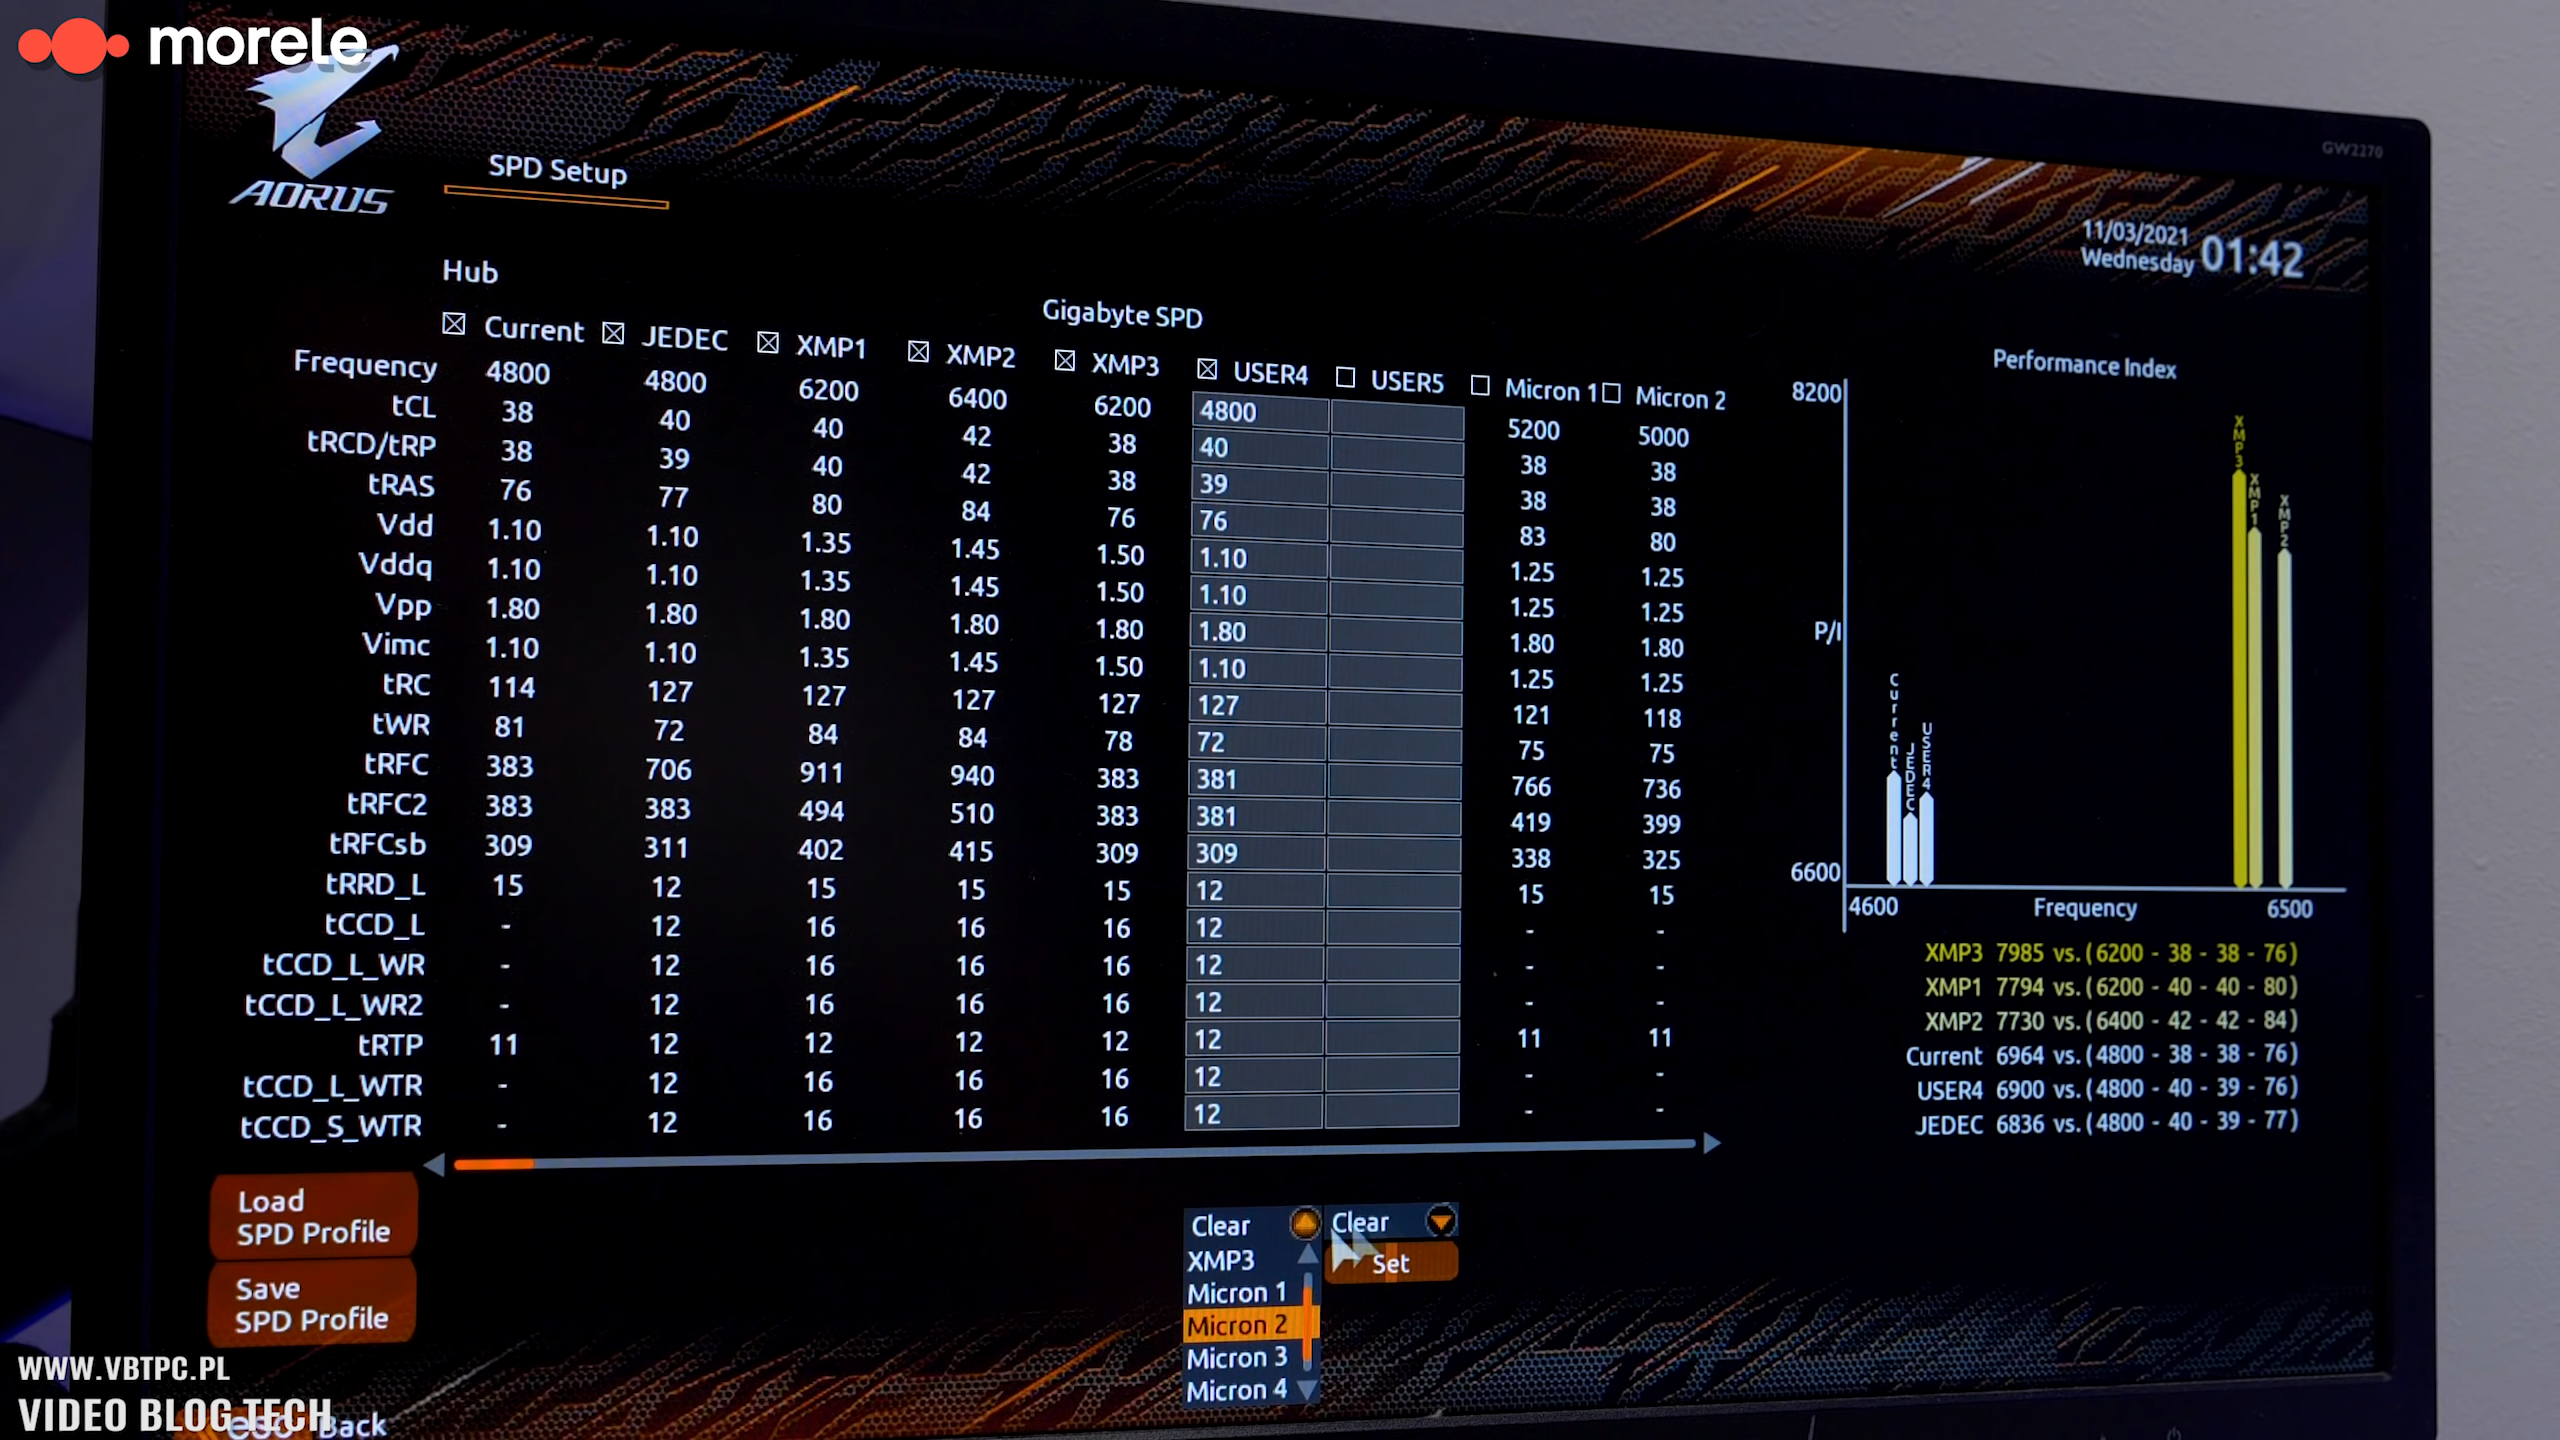 morele
AORUS
SPD Setup
GW2270
11/03/2021
Wednesday 01:42
Hub
Gigabyte SPD
Current JEDEC XMP1 XMP2 XMP3 USER4 USER5 Micron 1 Micron 2
Frequency 4800 4800 6200 6400 6200 4800 5200 5000
tCL 38 40 40 42 38 40 38 38
tRCD/tRP 38 39 40 42 38 39 38 38
tRAS 76 77 80 84 76 76 83 80
Vdd 1.10 1.10 1.35 1.45 1.50 1.10 1.25 1.25
Vddq 1.10 1.10 1.35 1.45 1.50 1.10 1.25 1.25
Vpp 1.80 1.80 1.80 1.80 1.80 1.80 1.80 1.80
Vimc 1.10 1.10 1.35 1.45 1.50 1.10 1.25 1.25
tRC 114 127 127 127 127 127 121 118
tWR 81 72 84 84 78 72 75 75
tRFC 383 706 911 940 383 381 766 736
tRFC2 383 383 494 510 383 381 419 399
tRFCsb 309 311 402 415 309 309 338 325
tRRD_L 15 12 15 15 15 12 15 15
tCCD_L - 12 16 16 16 12 - -
tCCD_L_WR - 12 16 16 16 12 - -
tCCD_L_WR2 - 12 16 16 16 12 - -
tRTP 11 12 12 12 12 12 11 11
tCCD_L_WTR - 12 16 16 16 12 - -
tCCD_S_WTR - 12 16 16 16 12 - -
Performance Index
8200
P/I
6600
Current
JEDEC
USER4
XMP3
XMP1
XMP2
4600 Frequency 6500
XMP3 7985 vs.(6200 - 38 - 38 - 76)
XMP1 7794 vs.(6200 - 40 - 40 - 80)
XMP2 7730 vs.(6400 - 42 - 42 - 84)
Current 6964 vs.(4800 - 38 - 38 - 76)
USER4 6900 vs.(4800 - 40 - 39 - 76)
JEDEC 6836 vs.(4800 - 40 - 39 - 77)
Load
SPD Profile
Save
SPD Profile
Clear
XMP3
Micron 1
Micron 2
Micron 3
Micron 4
Clear
Set
WWW.VBTPC.PL
VIDEO BLOG TECH
esc Back